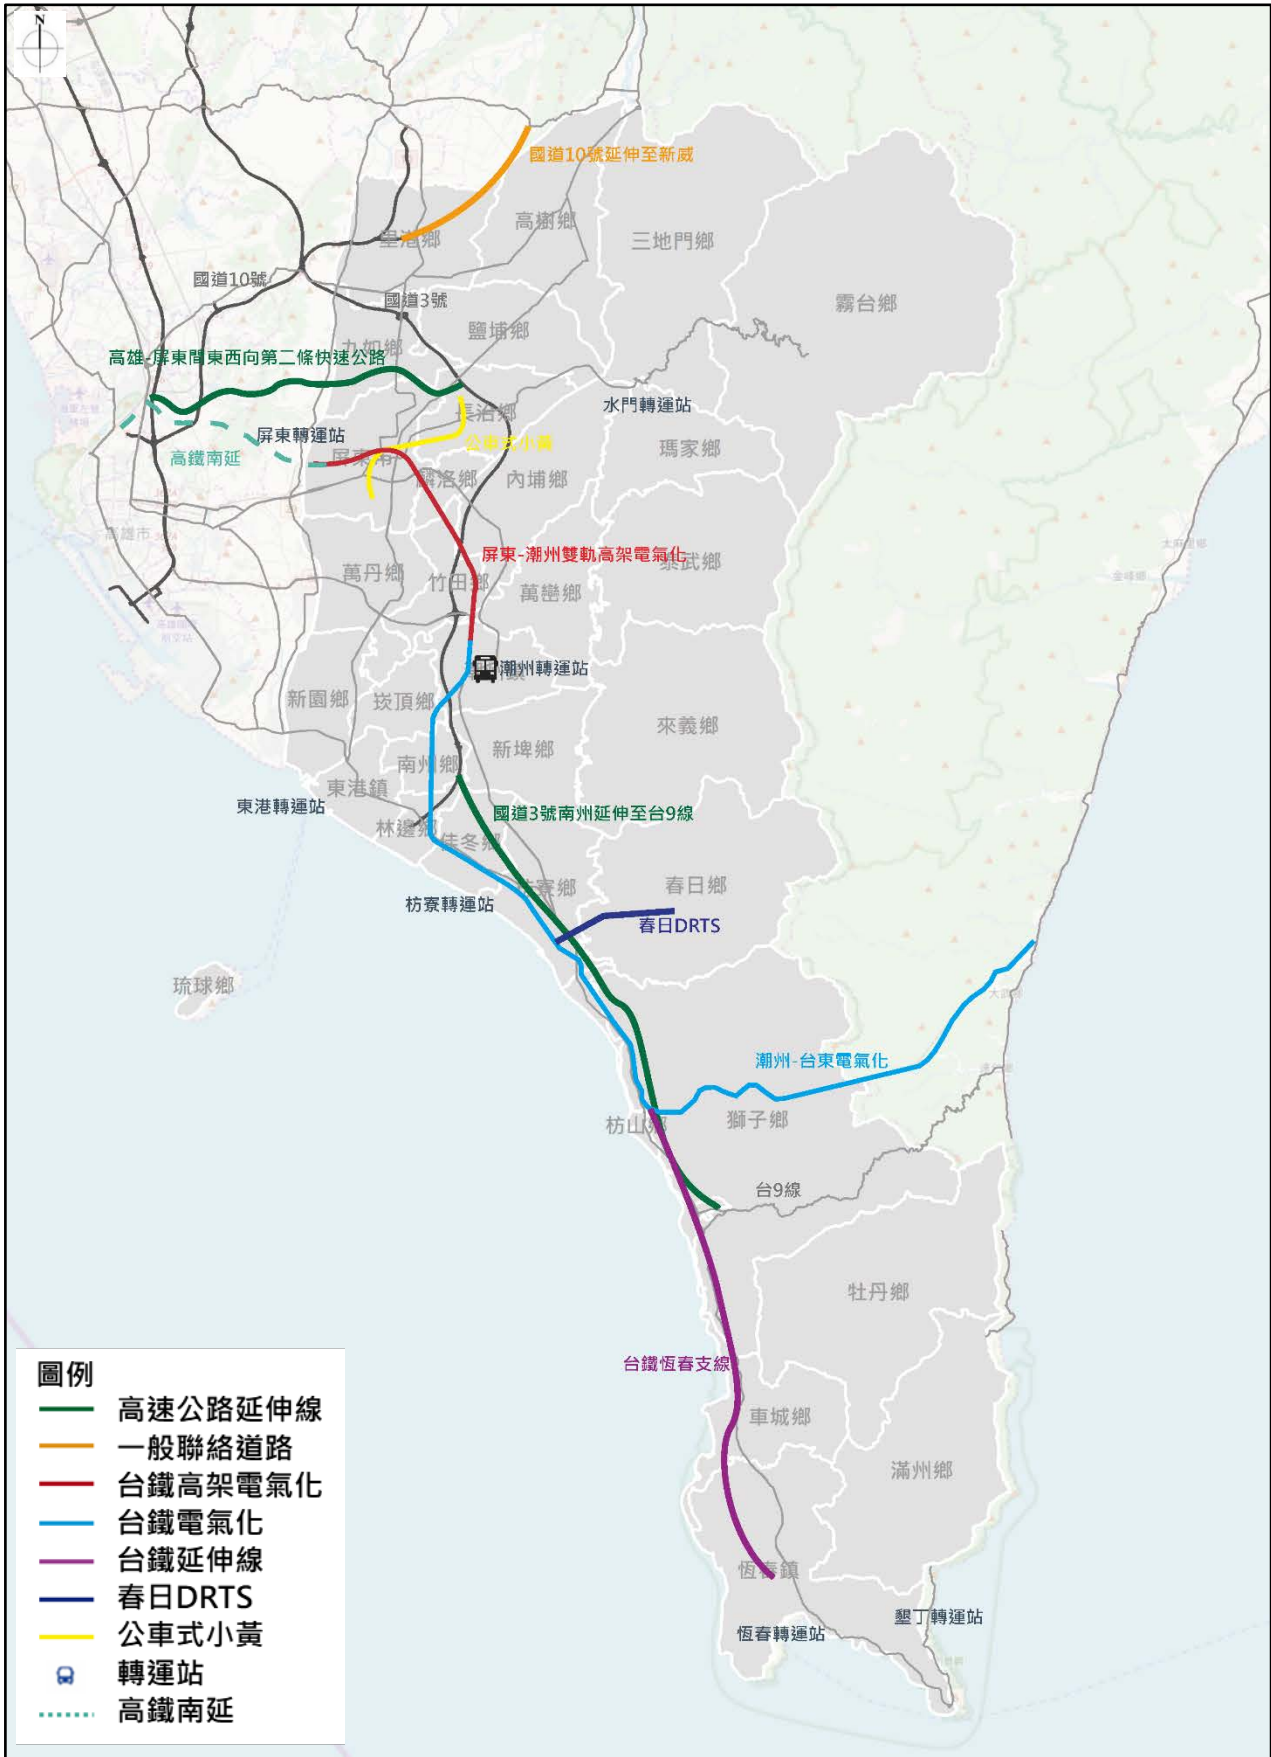 N
國道10號延伸至新威
高樹鄉
里港鄉
三地門鄉
國道10號
國道3號
霧台鄉
鹽埔鄉
九如鄉
高雄-屏東間東西向第二條快速公路
水門轉運站
長治鄉
屏東轉運站
公車式小黃
瑪家鄉
高鐵南延
屏東市
麟洛鄉
內埔鄉
高雄市
屏東-潮州雙軌高架電氣化
泰武鄉
萬丹鄉
竹田鄉
萬巒鄉
潮州轉運站
新園鄉
崁頂鄉
來義鄉
新埤鄉
南州鄉
東港鎮
東港轉運站
國道3號南州延伸至台9線
林邊鄉
佳冬鄉
枋寮鄉
春日鄉
枋寮轉運站
春日DRTS
琉球鄉
潮州-台東電氣化
枋山鄉
獅子鄉
台9線
牡丹鄉
台鐵恆春支線
車城鄉
滿州鄉
恆春鎮
墾丁轉運站
恆春轉運站
圖例
高速公路延伸線
一般聯絡道路
台鐵高架電氣化
台鐵電氣化
台鐵延伸線
春日DRTS
公車式小黃
轉運站
高鐵南延